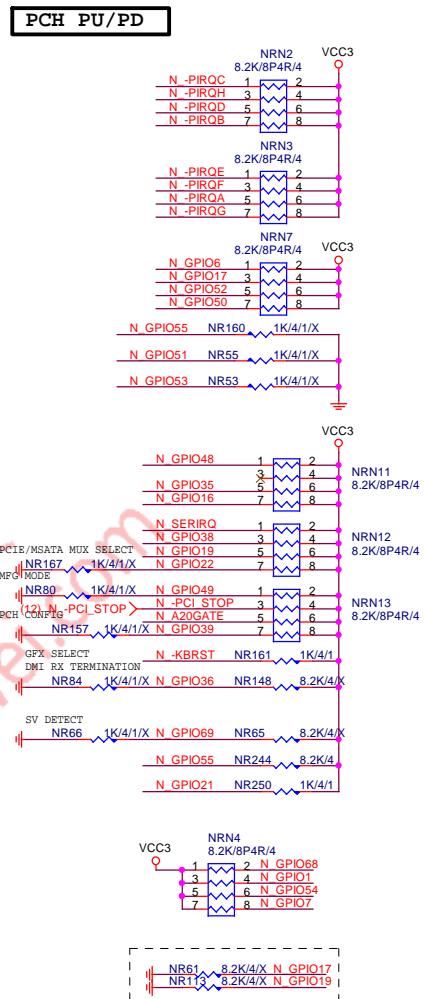 PCH PU/PD
NRN2 VCC3
8.2K/8P4R/4
N_-PIRQC 1 2
N_-PIRQH 3 4
N_-PIRQD 5 6
N_-PIRQB 7 8
NRN3
8.2K/8P4R/4
N_-PIRQE 1 2
N_-PIRQF 3 4
N_-PIRQA 5 6
N_-PIRQG 7 8
NRN7 VCC3
8.2K/8P4R/4
N_GPIO6 1 2
N_GPIO17 3 4
N_GPIO52 5 6
N_GPIO50 7 8
N_GPIO55 NR160 1K/4/1/X
N_GPIO51 NR55 1K/4/1/X
N_GPIO53 NR53 1K/4/1/X
VCC3
N_GPIO48 1 2
3 4 NRN11
N_GPIO35 5 6 8.2K/8P4R/4
N_GPIO16 7 8
N_SERIRQ 1 2
N_GPIO38 3 4 NRN12
PCIE/MSATA MUX SELECT N_GPIO19 5 6 8.2K/8P4R/4
NR167 1K/4/1/X N_GPIO22 7 8
MFG MODE
NR80 1K/4/1/X N_GPIO49 1 2
(12) N_-PCI_STOP N_-PCI_STOP 3 4 NRN13
PCH CONFIG N_A20GATE 5 6 8.2K/8P4R/4
NR157 1K/4/1/X N_GPIO39 7 8
GFX SELECT N_-KBRST NR161 1K/4/1
DMI RX TERMINATION
NR84 1K/4/1/X N_GPIO36 NR148 8.2K/4/X
SV DETECT
NR66 1K/4/1/X N_GPIO69 NR65 8.2K/4/X
N_GPIO55 NR244 8.2K/4
N_GPIO21 NR250 1K/4/1
NRN4
VCC3 8.2K/8P4R/4
1 2 N_GPIO68
3 4 N_GPIO1
5 6 N_GPIO54
7 8 N_GPIO7
NR61 8.2K/4/X N_GPIO17
NR113 8.2K/4/X N_GPIO19